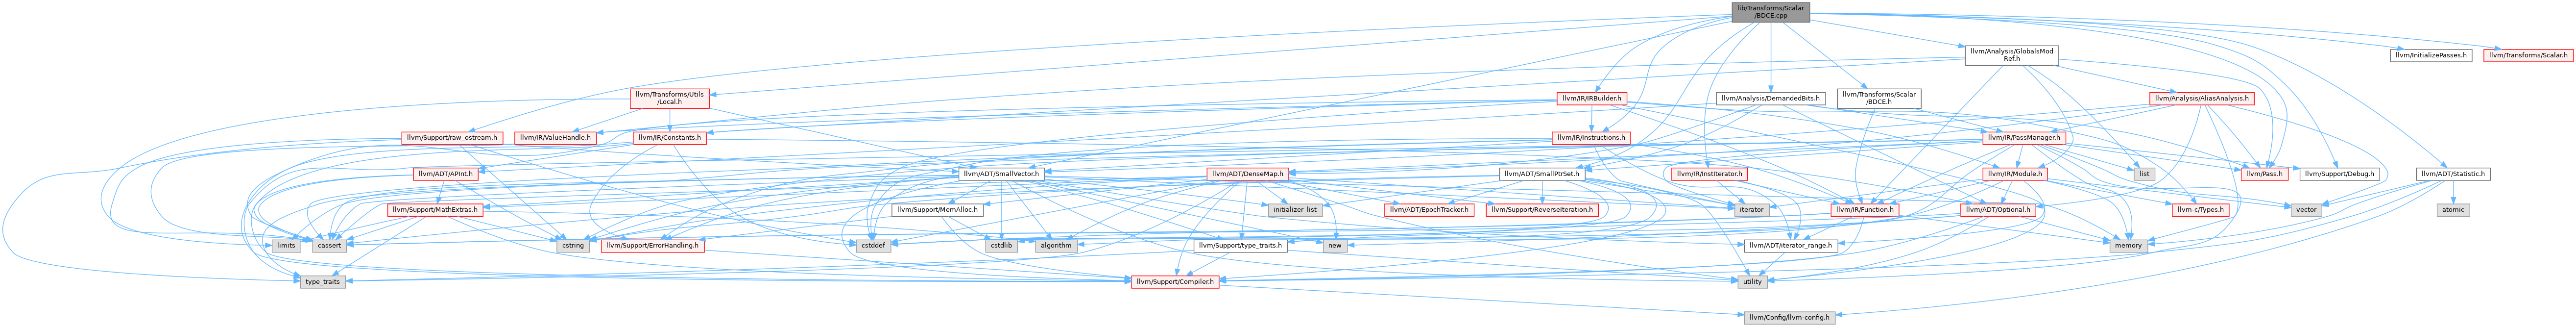 lib/Transforms/Scalar
/BDCE.cpp
llvm/Analysis/GlobalsMod
Ref.h
llvm/InitializePasses.h
llvm/Transforms/Scalar.h
llvm/Transforms/Utils
/Local.h
llvm/IR/IRBuilder.h
llvm/Analysis/DemandedBits.h
llvm/Transforms/Scalar
/BDCE.h
llvm/Analysis/AliasAnalysis.h
llvm/Support/raw_ostream.h
llvm/IR/ValueHandle.h
llvm/IR/Constants.h
llvm/IR/Instructions.h
llvm/IR/PassManager.h
llvm/ADT/APInt.h
llvm/ADT/SmallVector.h
llvm/ADT/DenseMap.h
llvm/ADT/SmallPtrSet.h
llvm/IR/InstIterator.h
llvm/IR/Module.h
list
llvm/Pass.h
llvm/Support/Debug.h
llvm/ADT/Statistic.h
llvm/Support/MathExtras.h
llvm/Support/MemAlloc.h
initializer_list
llvm/ADT/EpochTracker.h
llvm/Support/ReverseIteration.h
iterator
llvm/IR/Function.h
llvm/ADT/Optional.h
llvm-c/Types.h
vector
atomic
limits
cassert
cstring
llvm/Support/ErrorHandling.h
cstddef
cstdlib
algorithm
llvm/Support/type_traits.h
new
llvm/ADT/iterator_range.h
memory
type_traits
llvm/Support/Compiler.h
utility
llvm/Config/llvm-config.h